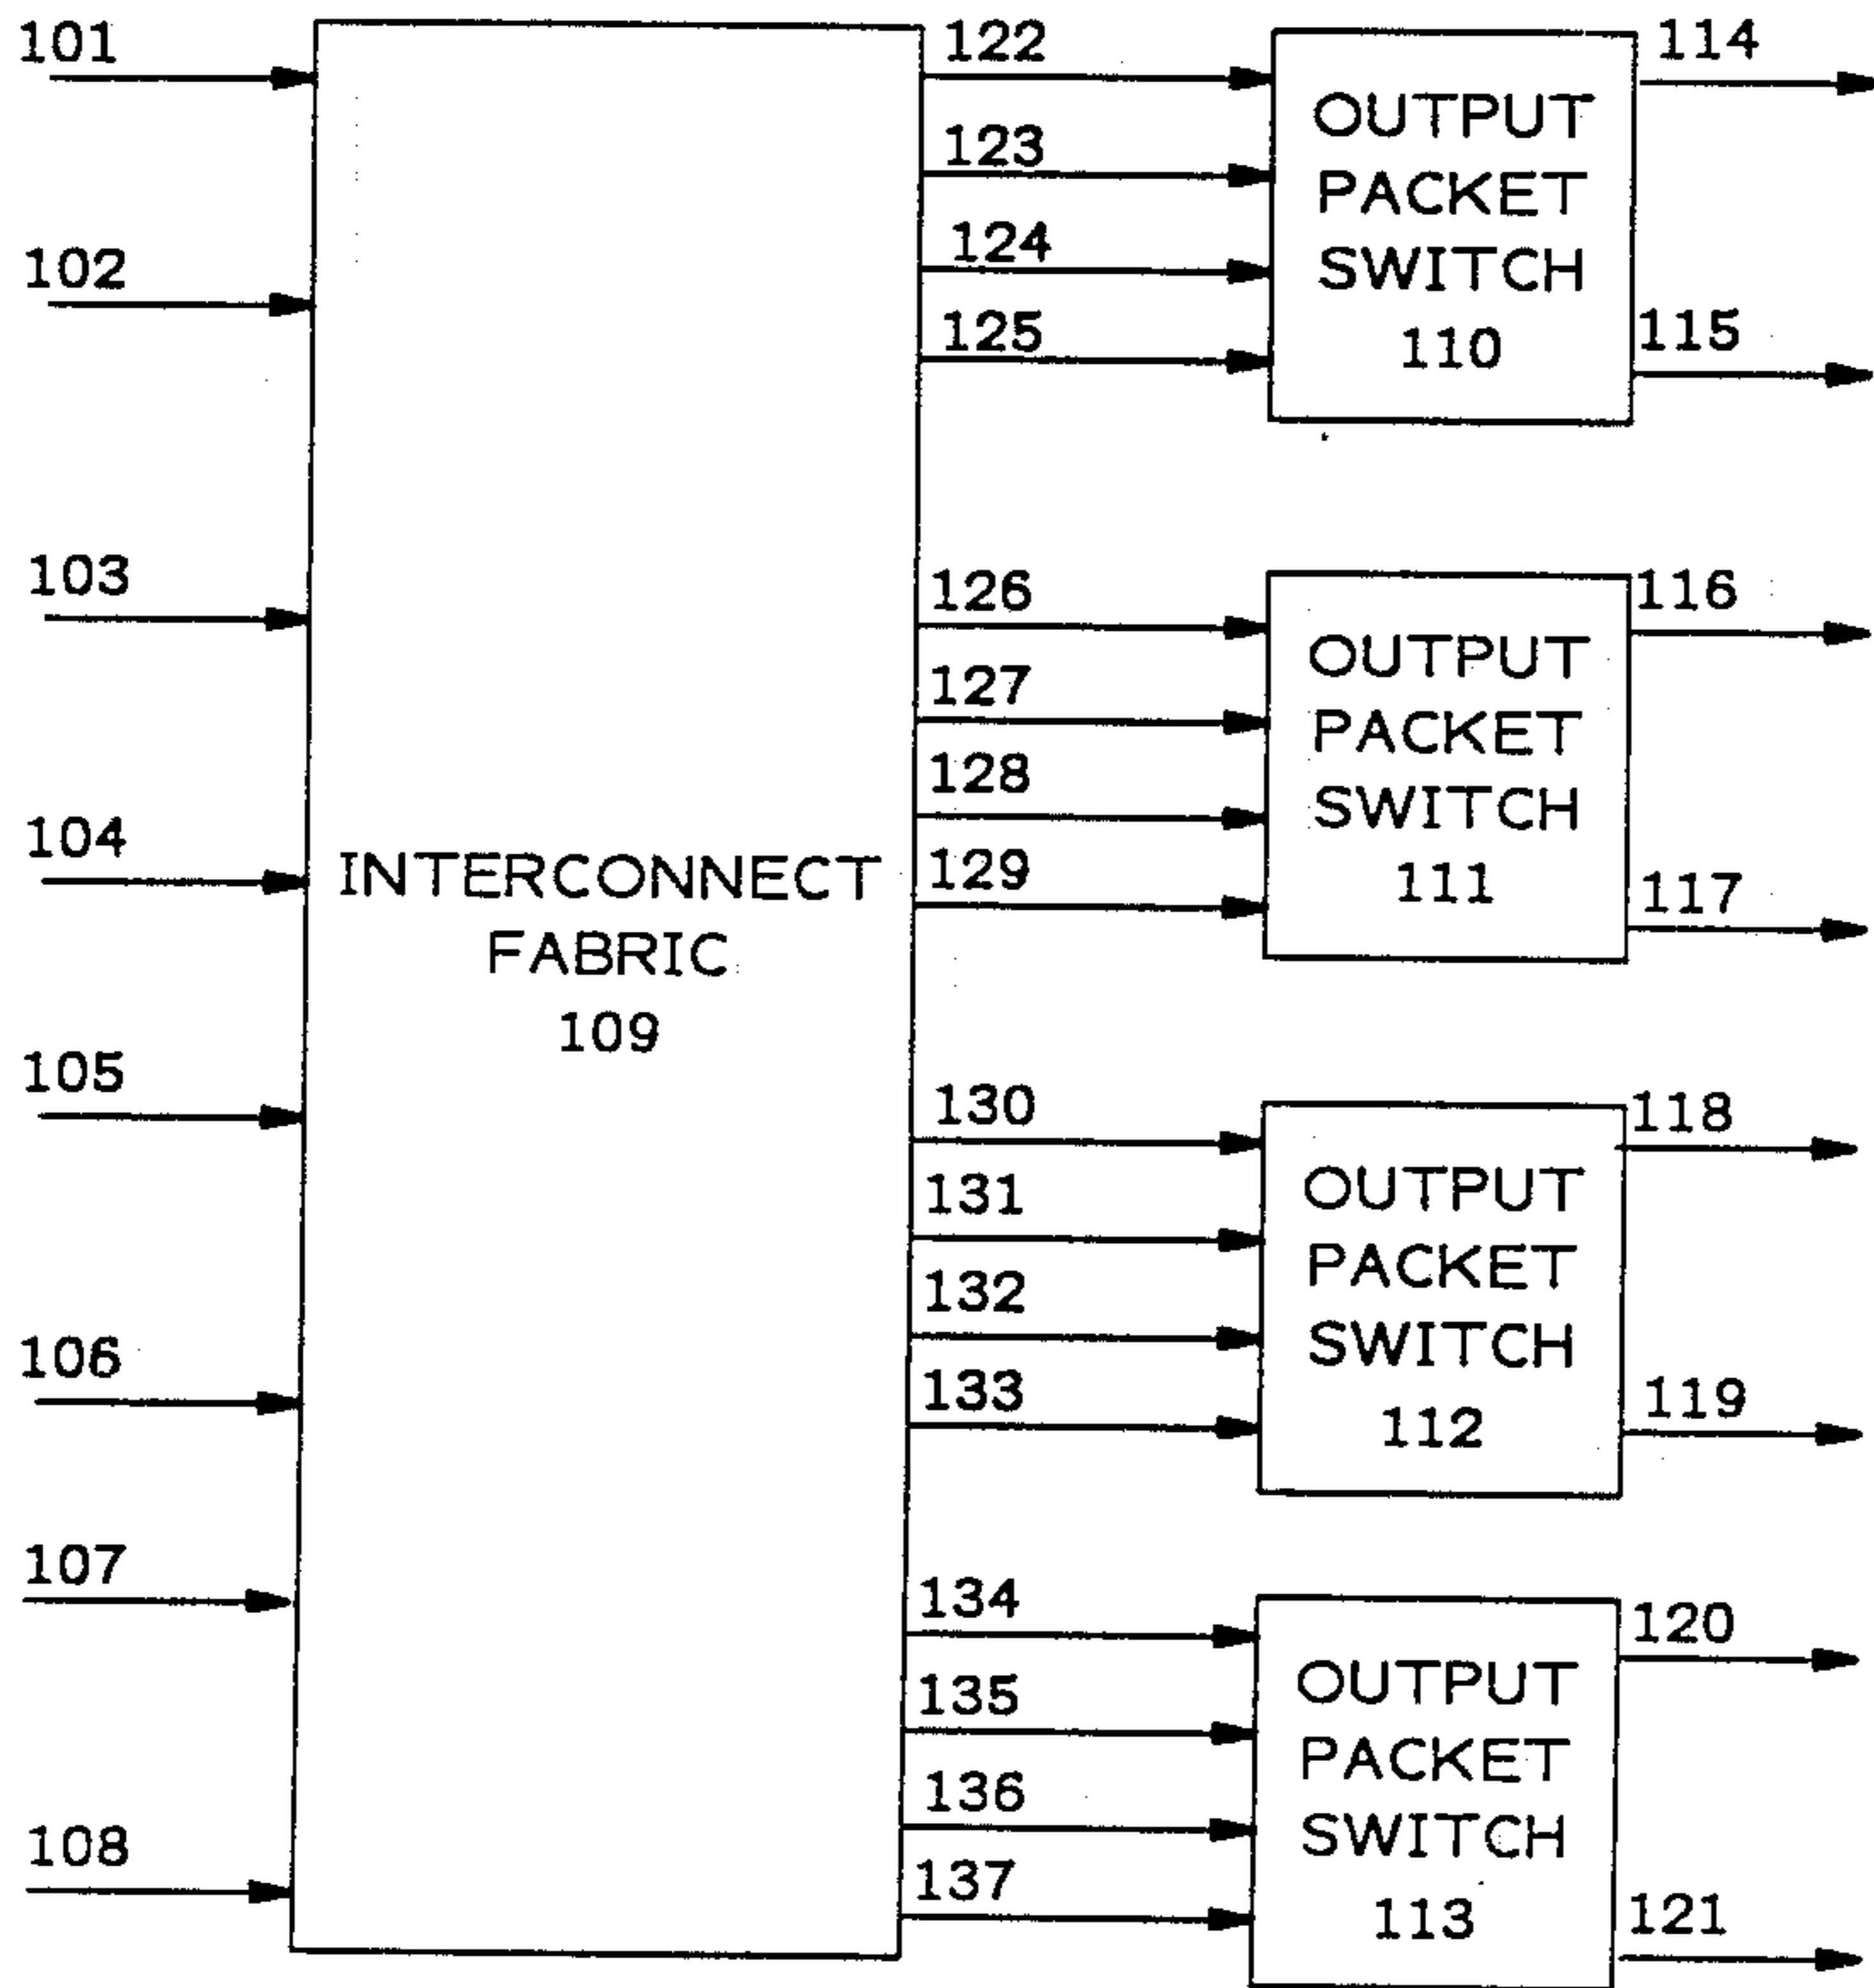 101
102
103
104
105
106
107
108
INTERCONNECT
FABRIC
109
122
123
124
125
126
127
128
129
130
131
132
133
134
135
136
137
OUTPUT
PACKET
SWITCH
110
OUTPUT
PACKET
SWITCH
111
OUTPUT
PACKET
SWITCH
112
OUTPUT
PACKET
SWITCH
113
114
115
116
117
118
119
120
121